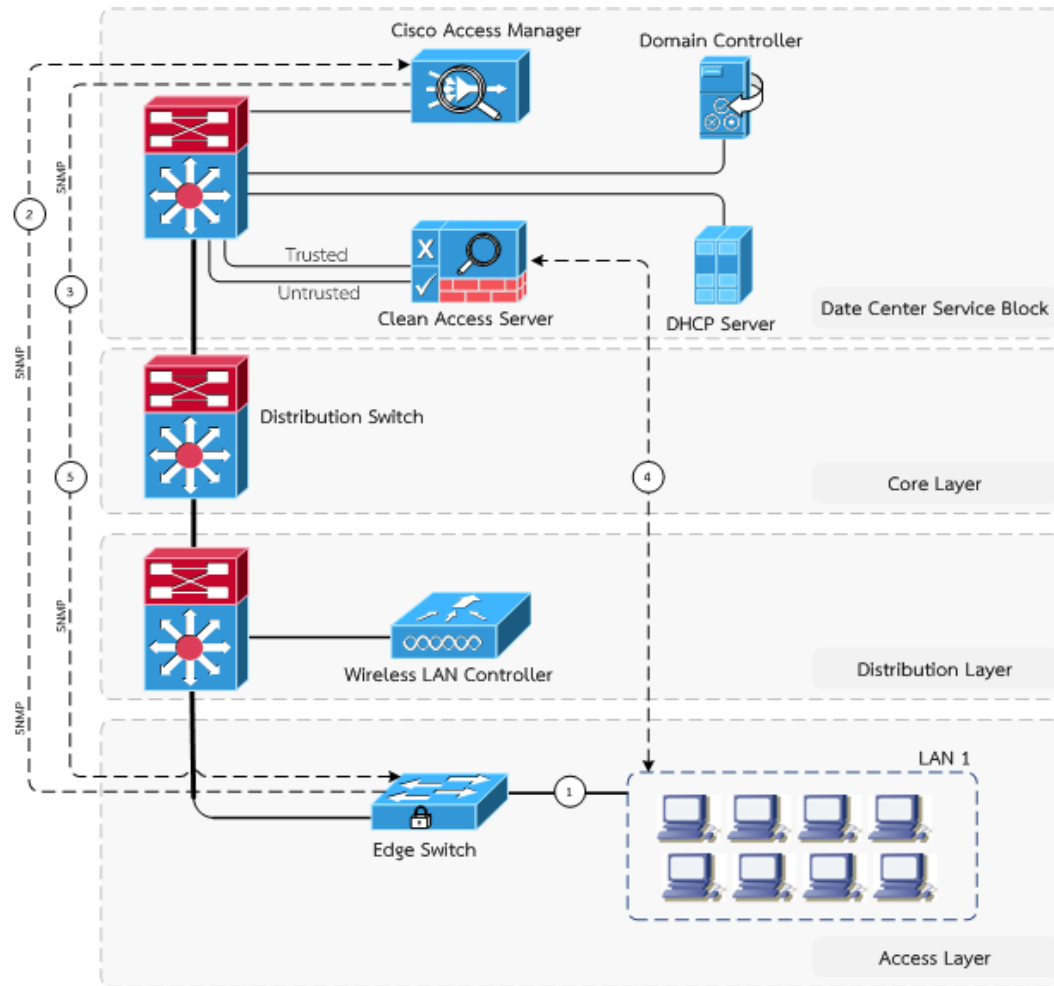 Cisco Access Manager
Domain Controller
SNMP
2
3
Trusted
Untrusted
X
Clean Access Server
DHCP Server
Date Center Service Block
SNMP
Distribution Switch
5
4
Core Layer
SNMP
Wireless LAN Controller
Distribution Layer
SNMP
LAN 1
1
Edge Switch
Access Layer